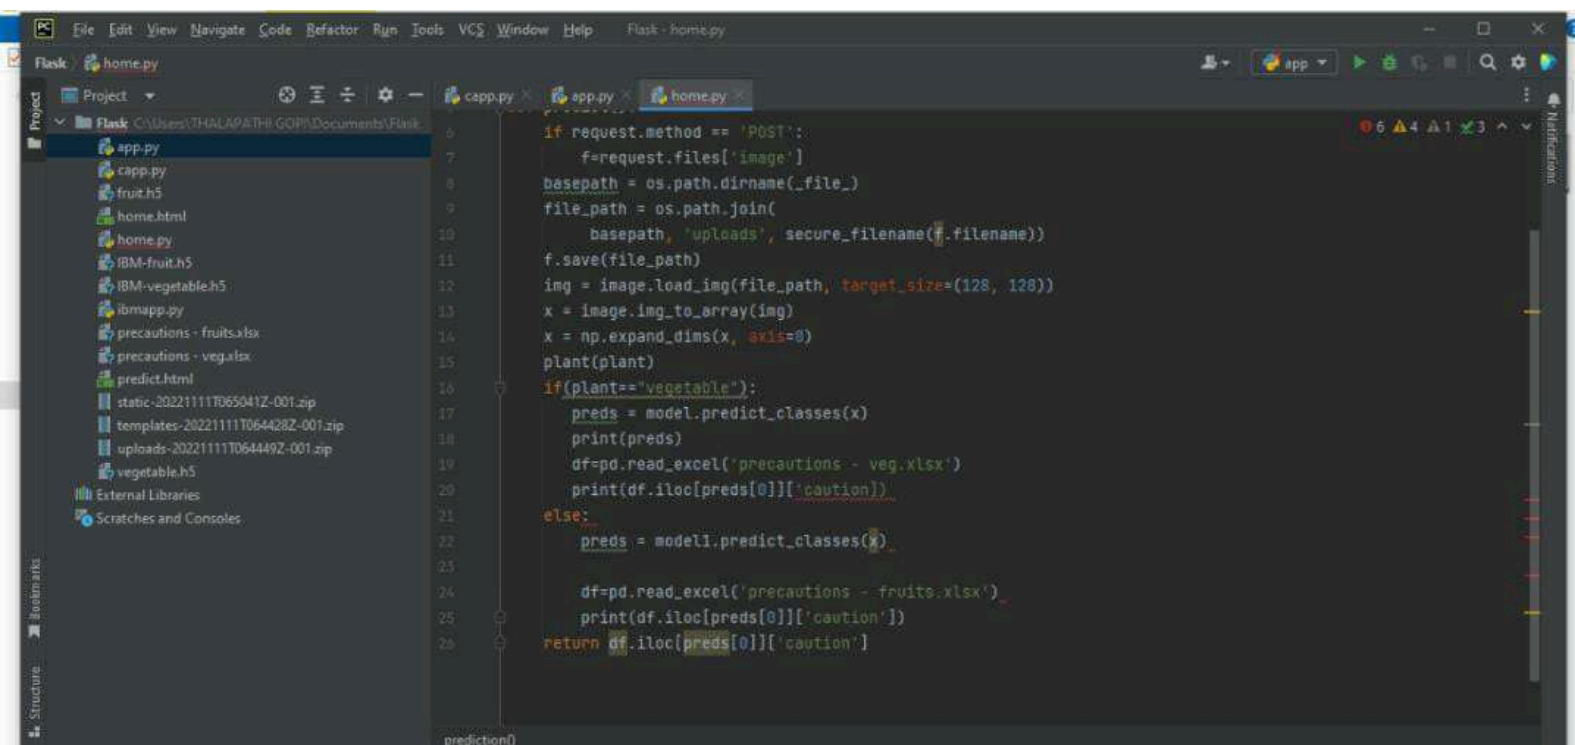 PC File Edit View Navigate Code Refactor Run Tools VCS Window Help Flask - home.py
Flask home.py
app
Project
capp.py app.py home.py
Flask C:\Users\THALAPATHI GOPI\Documents\Flask
app.py
capp.py
fruit.h5
home.html
home.py
IBM-fruit.h5
IBM-vegetable.h5
ibmapp.py
precautions - fruits.xlsx
precautions - veg.xlsx
predict.html
static-20221111T065041Z-001.zip
templates-20221111T064428Z-001.zip
uploads-20221111T064449Z-001.zip
vegetable.h5
External Libraries
Scratches and Consoles
Project
Bookmarks
Structure
6 4 1 3
Notifications
6 if request.method == 'POST':
7 f=request.files['image']
8 basepath = os.path.dirname(_file_)
9 file_path = os.path.join(
10 basepath, 'uploads', secure_filename(f.filename))
11 f.save(file_path)
12 img = image.load_img(file_path, target_size=(128, 128))
13 x = image.img_to_array(img)
14 x = np.expand_dims(x, axis=0)
15 plant(plant)
16 if(plant=="vegetable"):
17 preds = model.predict_classes(x)
18 print(preds)
19 df=pd.read_excel('precautions - veg.xlsx')
20 print(df.iloc[preds[0]]['caution])
21 else:
22 preds = model1.predict_classes(x)
23
24 df=pd.read_excel('precautions - fruits.xlsx')
25 print(df.iloc[preds[0]]['caution'])
26 return df.iloc[preds[0]]['caution']
prediction()